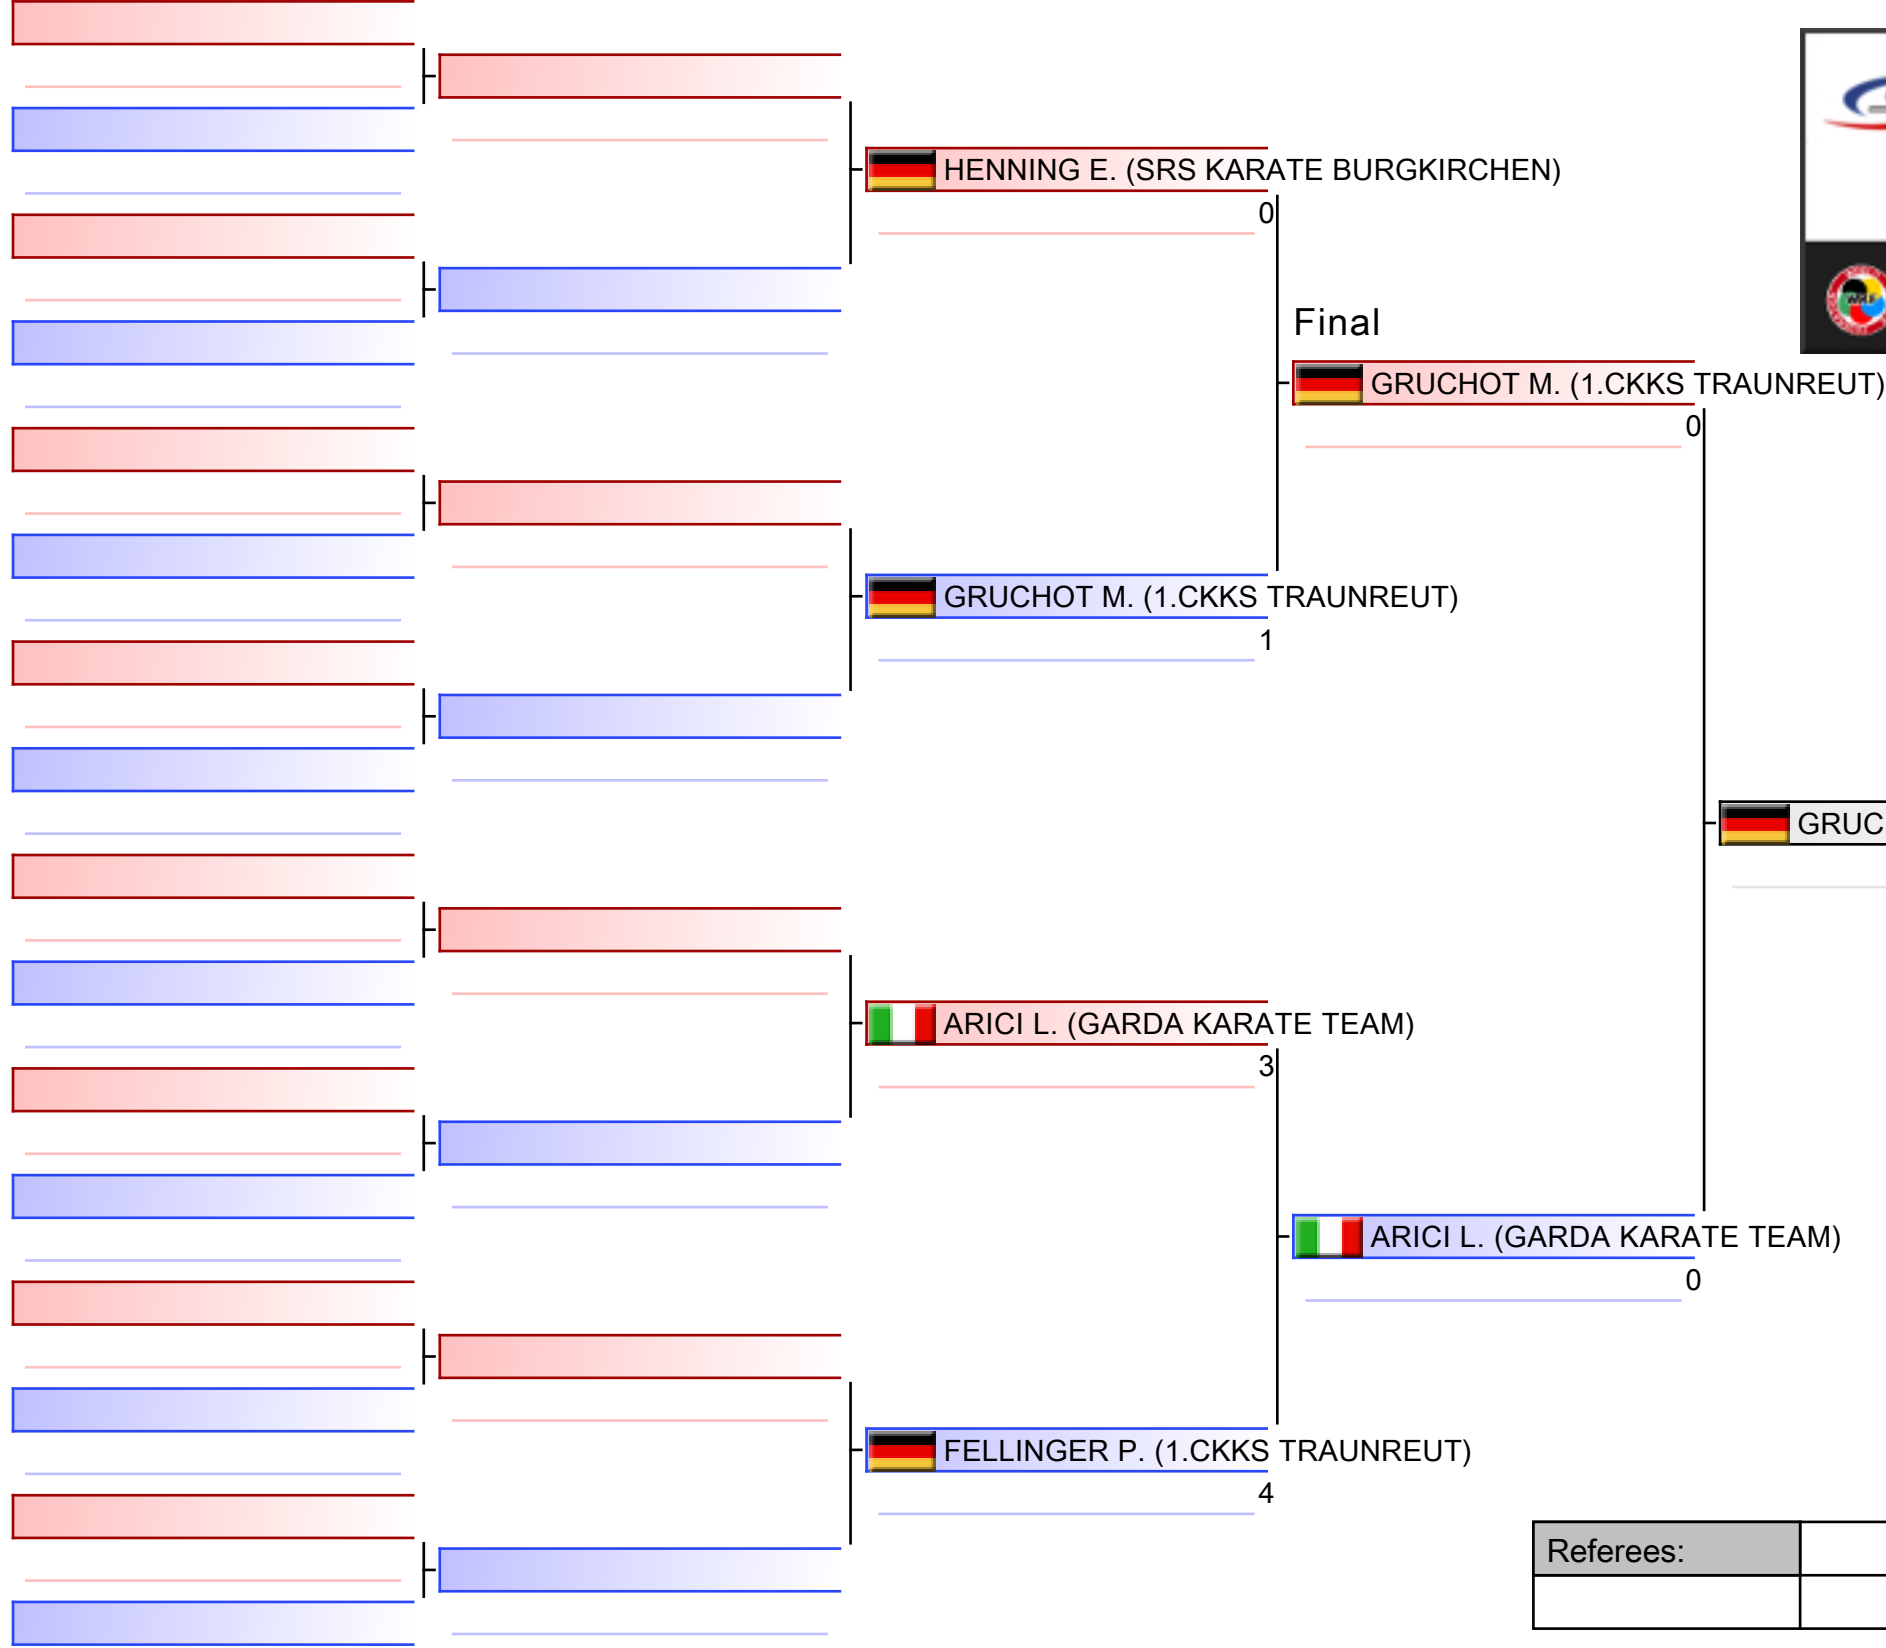 HENNING E. (SRS KARATE BURGKIRCHEN)
0
Final
GRUCHOT M. (1.CKKS TRAUNREUT)
0
GRUCHOT M. (1.CKKS TRAUNREUT)
1
GRUC
ARICI L. (GARDA KARATE TEAM)
3
ARICI L. (GARDA KARATE TEAM)
0
FELLINGER P. (1.CKKS TRAUNREUT)
4
Referees: